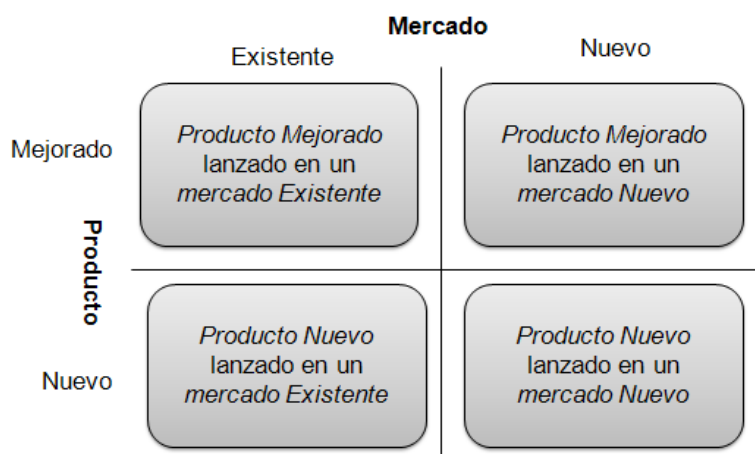 Mercado
Existente
Nuevo
Mejorado
Producto Mejorado
lanzado en un
mercado Existente
Producto Mejorado
lanzado en un
mercado Nuevo
Producto
Nuevo
Producto Nuevo
lanzado en un
mercado Existente
Producto Nuevo
lanzado en un
mercado Nuevo